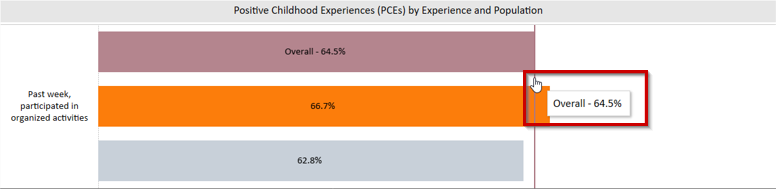 Positive Childhood Experiences (PCEs) by Experience and Population
Overall - 64.5%
Past week,
participated in
organized activities
66.7%
Overall - 64.5%
62.8%